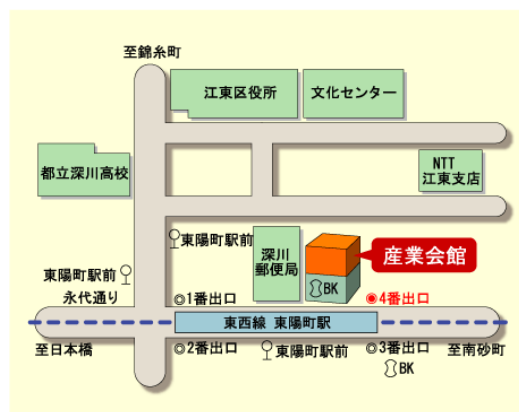 至錦糸町
江東区役所
文化センター
都立深川高校
NTT
江東支店
東陽町駅前
深川
郵便局
産業会館
東陽町駅前
永代通り
BK
1番出口
4番出口
東西線 東陽町駅
至日本橋
2番出口
東陽町駅前
3番出口
至南砂町
BK